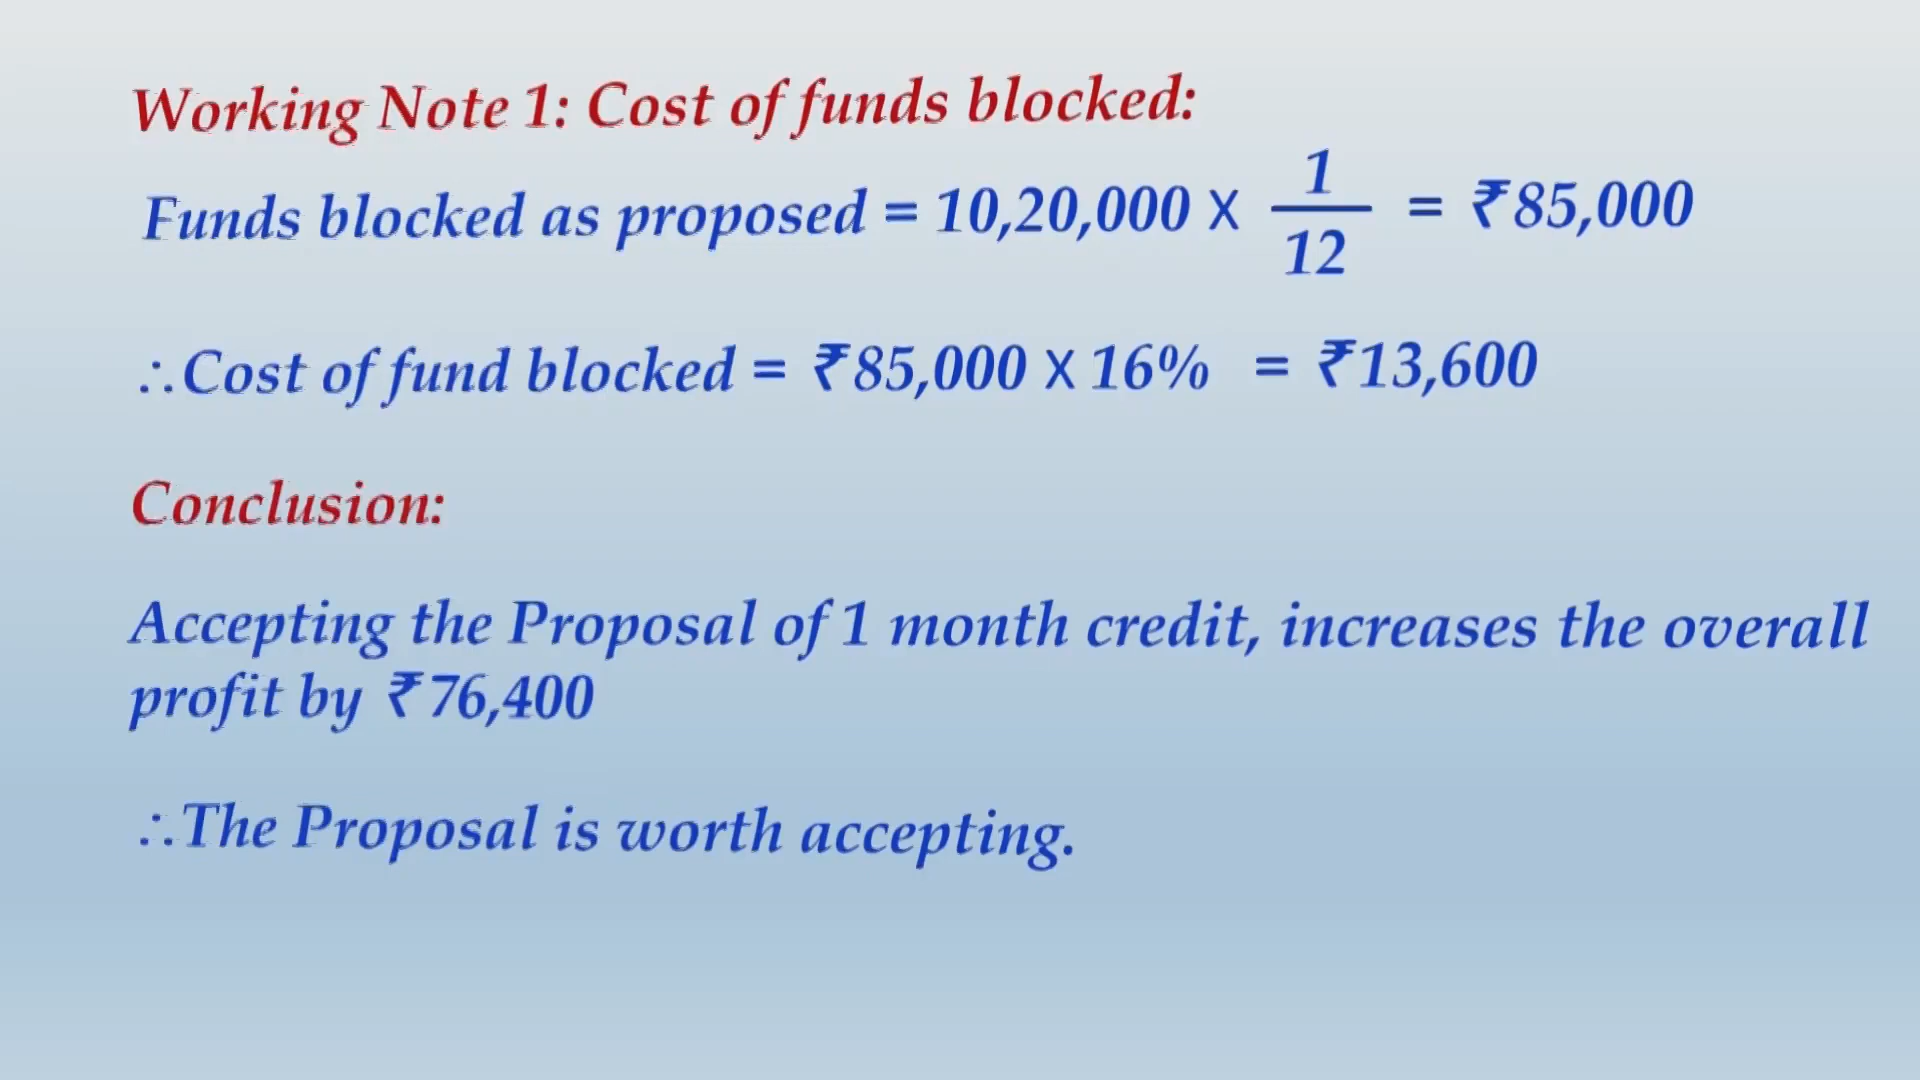 Working Note 1: Cost of funds blocked:
Funds blocked as proposed = 10,20,000 X 1/12 = ₹85,000
∴Cost of fund blocked = ₹85,000 X 16% = ₹13,600
Conclusion:
Accepting the Proposal of 1 month credit, increases the overall
profit by ₹76,400
∴The Proposal is worth accepting.